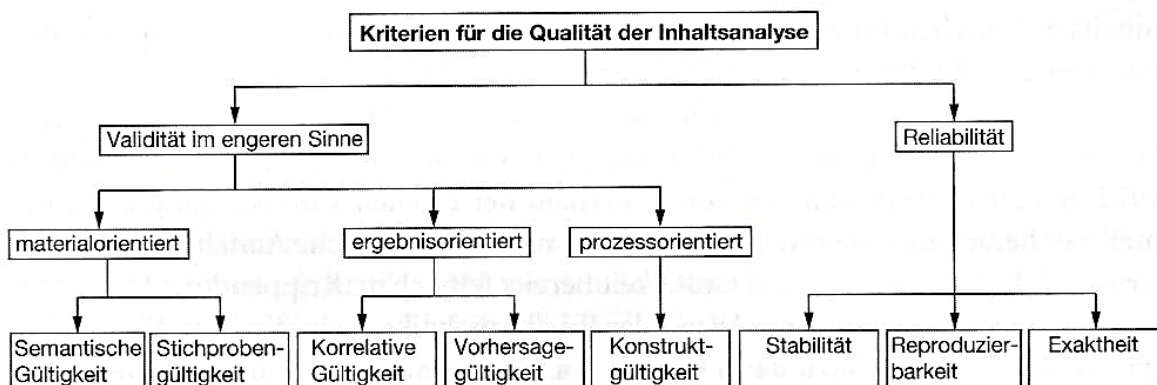 Kriterien für die Qualität der Inhaltsanalyse
Validität im engeren Sinne
Reliabilität
materialorientiert
ergebnisorientiert
prozessorientiert
Semantische
Gültigkeit
Stichproben-
gültigkeit
Korrelative
Gültigkeit
Vorhersage-
gültigkeit
Konstrukt-
gültigkeit
Stabilität
Reproduzier-
barkeit
Exaktheit